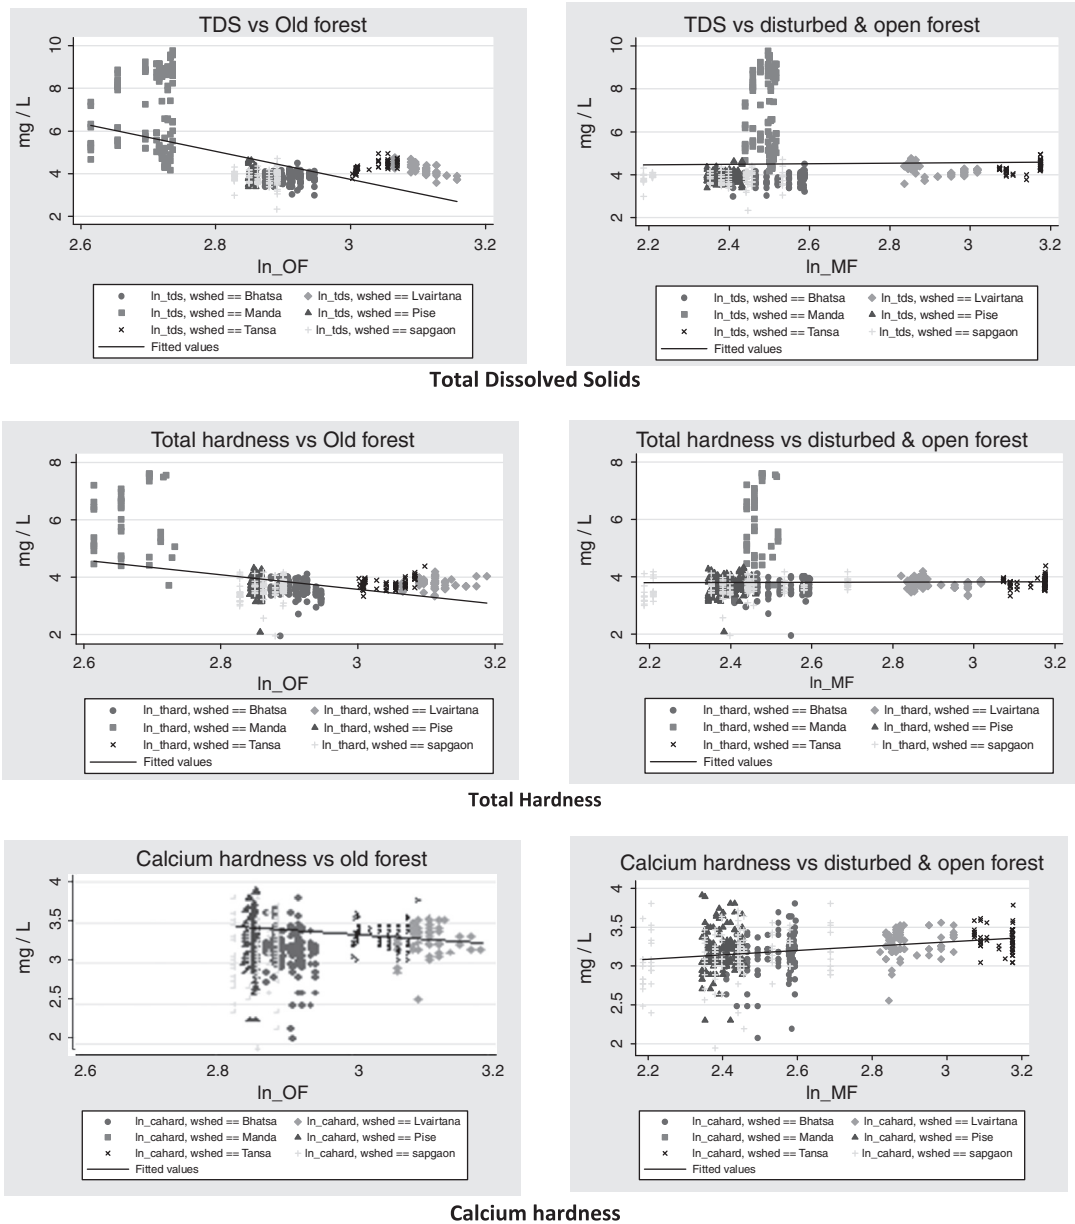 TDS vs Old forest
10
8
6
4
2
mg / L
2.6 2.8 3 3.2
ln_OF
ln_tds, wshed == Bhatsa ln_tds, wshed == Lvairtana
ln_tds, wshed == Manda ln_tds, wshed == Pise
ln_tds, wshed == Tansa ln_tds, wshed == sapgaon
Fitted values
TDS vs disturbed & open forest
10
8
6
4
2
mg / L
2.2 2.4 2.6 2.8 3 3.2
ln_MF
ln_tds, wshed == Bhatsa ln_tds, wshed == Lvairtana
ln_tds, wshed == Manda ln_tds, wshed == Pise
ln_tds, wshed == Tansa ln_tds, wshed == sapgaon
Fitted values
Total Dissolved Solids
Total hardness vs Old forest
8
6
4
2
mg / L
2.6 2.8 3 3.2
ln_OF
ln_thard, wshed == Bhatsa ln_thard, wshed == Lvairtana
ln_thard, wshed == Manda ln_thard, wshed == Pise
ln_thard, wshed == Tansa ln_thard, wshed == sapgaon
Fitted values
Total hardness vs disturbed & open forest
8
6
4
2
mg / L
2.2 2.4 2.6 2.8 3 3.2
ln_MF
ln_thard, wshed == Bhatsa ln_thard, wshed == Lvairtana
ln_thard, wshed == Manda ln_thard, wshed == Pise
ln_thard, wshed == Tansa ln_thard, wshed == sapgaon
Fitted values
Total Hardness
Calcium hardness vs old forest
4
3.5
3
2.5
2
mg / L
2.6 2.8 3 3.2
ln_OF
ln_cahard, wshed == Bhatsa ln_cahard, wshed == Lvairtana
ln_cahard, wshed == Manda ln_cahard, wshed == Pise
ln_cahard, wshed == Tansa ln_cahard, wshed == sapgaon
Fitted values
Calcium hardness vs disturbed & open forest
4
3.5
3
2.5
2
mg / L
2.2 2.4 2.6 2.8 3 3.2
ln_MF
ln_cahard, wshed == Bhatsa ln_cahard, wshed == Lvairtana
ln_cahard, wshed == Manda ln_cahard, wshed == Pise
ln_cahard, wshed == Tansa ln_cahard, wshed == sapgaon
Fitted values
Calcium hardness